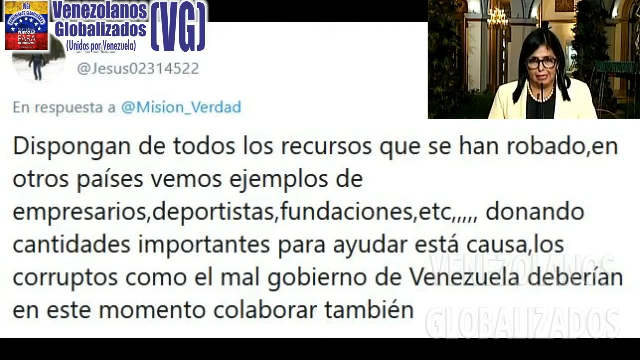 Venezolanos
Globalizados
(Unidos por Venezuela)
(VG)
@Jesus02314522
En respuesta a @Mision_Verdad
Dispongan de todos los recursos que se han robado,en
otros países vemos ejemplos de
empresarios,deportistas,fundaciones,etc,,,,, donando
cantidades importantes para ayudar está causa,los
corruptos como el mal gobierno de Venezuela deberían
en este momento colaborar también
VENEZOLANOS
GLOBALIZADOS